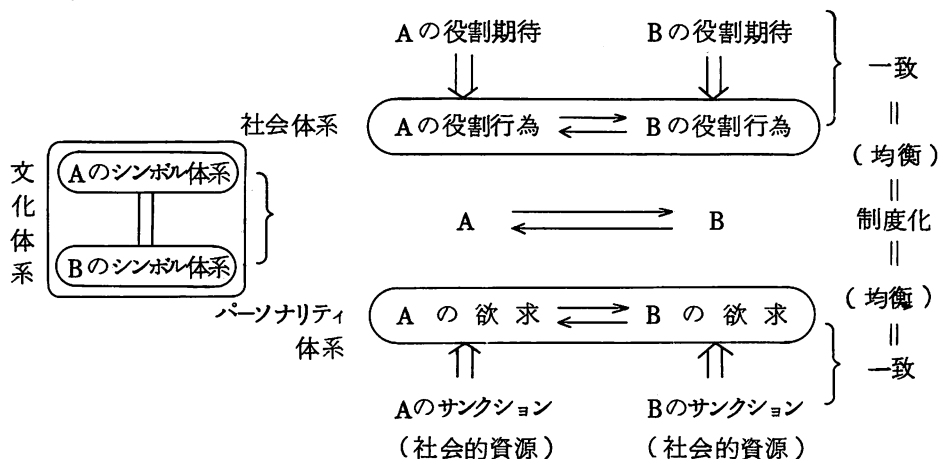 Aの役割期待 Bの役割期待
一致
社会体系 Aの役割行為 Bの役割行為
＝
(均衡)
文化体系
Aのシンボル体系
＝
A B 制度化
Bのシンボル体系
＝
(均衡)
パーソナリティ体系
Aの欲求 Bの欲求
＝
一致
Aのサンクション Bのサンクション
(社会的資源) (社会的資源)